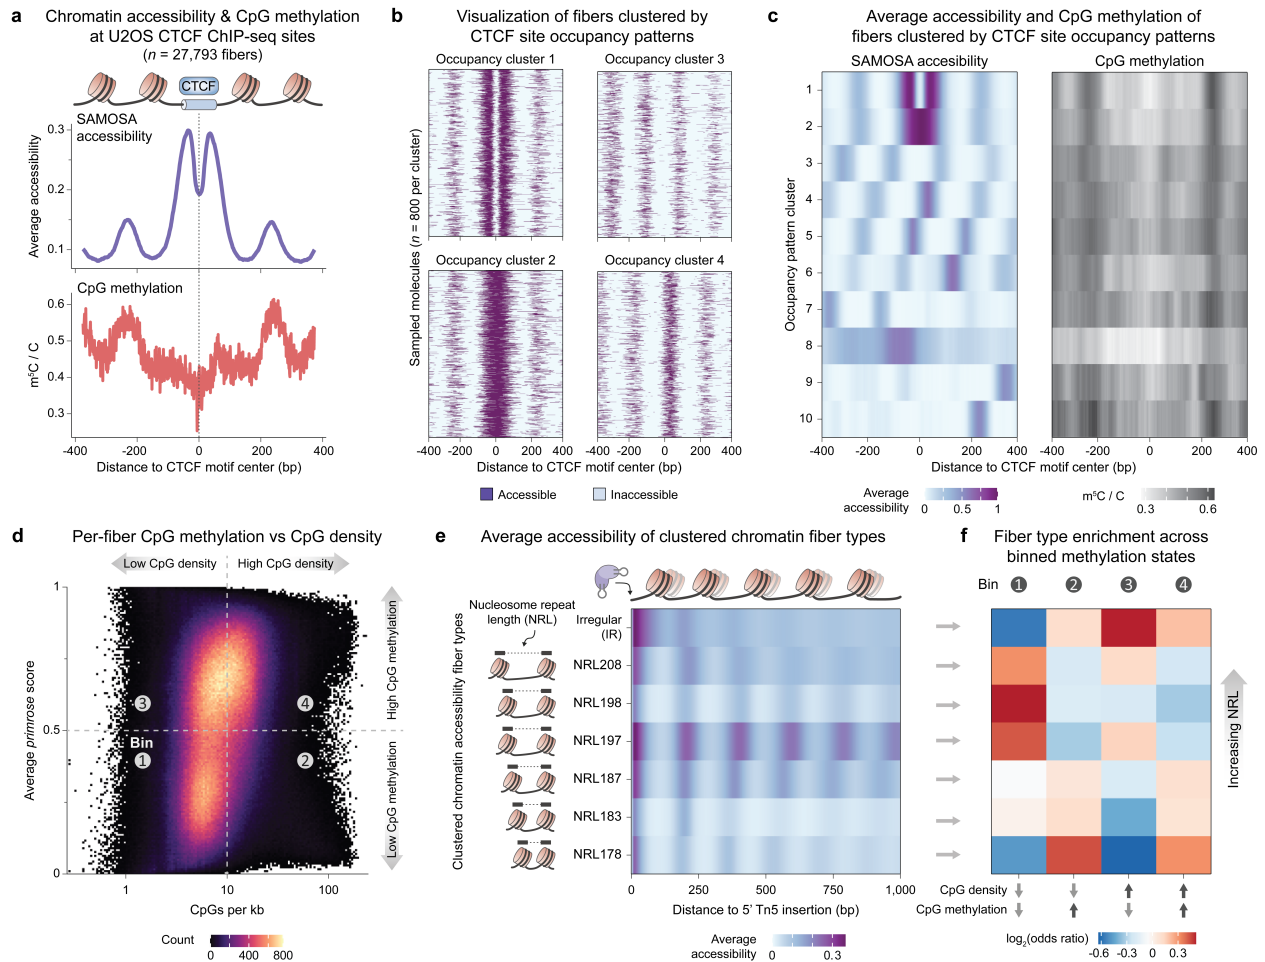 a
Chromatin accessibility & CpG methylation
at U2OS CTCF ChIP-seq sites
(n = 27,793 fibers)
CTCF
SAMOSA
accessibility
0.3
0.2
0.1
Average accessibility
CpG methylation
0.6
0.5
0.4
0.3
m⁵C / C
-400 -200 0 200 400
Distance to CTCF motif center (bp)
b
Visualization of fibers clustered by
CTCF site occupancy patterns
Occupancy cluster 1
Occupancy cluster 3
Occupancy cluster 2
Occupancy cluster 4
Sampled molecules (n = 800 per cluster)
-400 -200 0 200 400
-400 -200 0 200 400
Distance to CTCF motif center (bp)
Accessible
Inaccessible
c
Average accessibility and CpG methylation of
fibers clustered by CTCF site occupancy patterns
SAMOSA accesibility
CpG methylation
Occupancy pattern cluster
1
2
3
4
5
6
7
8
9
10
-400 -200 0 200 400
-400 -200 0 200 400
Distance to CTCF motif center (bp)
Average
accessibility
0 0.5 1
m⁵C / C
0.3 0.6
d
Per-fiber CpG methylation vs CpG density
Low CpG density
High CpG density
1
0.5
0
Average primrose score
3
4
Bin
1
2
High CpG methylation
Low CpG methylation
1 10 100
CpGs per kb
Count
0 400 800
e
Average accessibility of clustered chromatin fiber types
Nucleosome repeat
length (NRL)
Clustered chromatin accessibility fiber types
Irregular
(IR)
NRL208
NRL198
NRL197
NRL187
NRL183
NRL178
0 250 500 750 1,000
Distance to 5' Tn5 insertion (bp)
Average
accessibility
0 0.3
f
Fiber type enrichment across
binned methylation states
Bin 1 2 3 4
Increasing NRL
CpG density
CpG methylation
log₂(odds ratio)
-0.6 -0.3 0 0.3